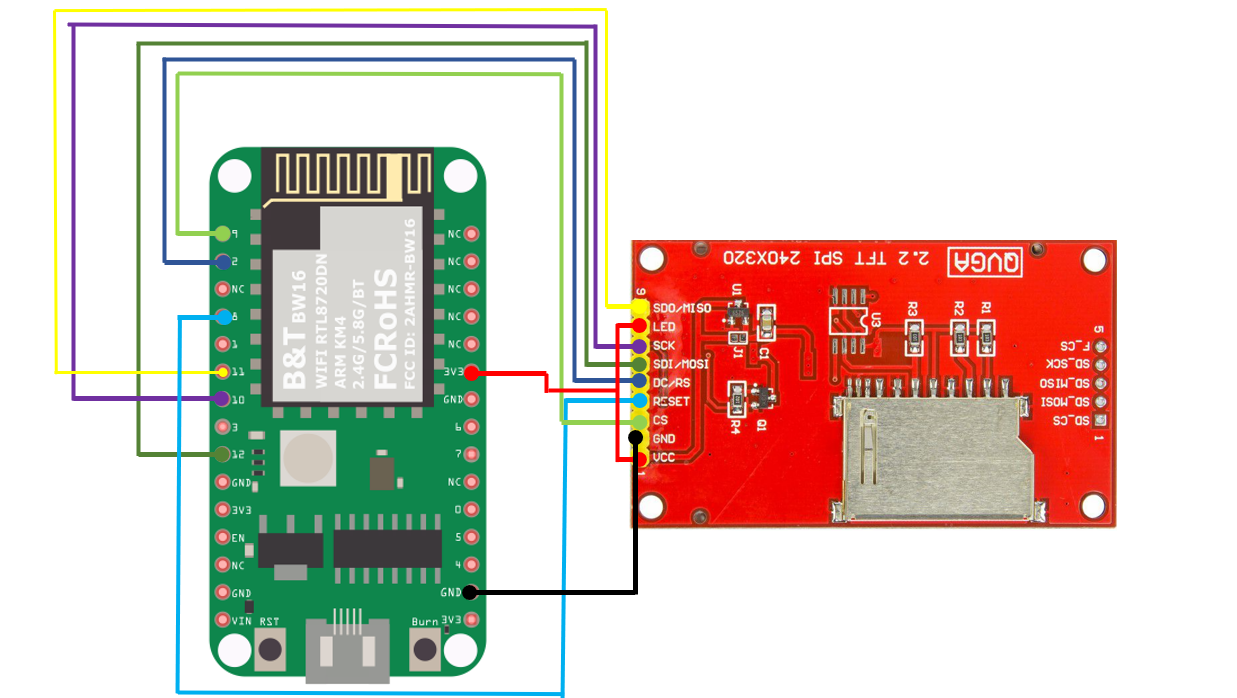 B&T BW16
WIFI RTL8720DN
ARM KM4
2.4G/5.8G/BT
FCRoHS
FCC ID: 2AHMR-BW16
9
2
NC
8
1
11
10
3
12
GND
3V3
EN
NC
GND
VIN
RST
NC
NC
NC
NC
NC
3V3
GND
6
7
NC
0
5
4
GND
3V3
Burn
2.2 TFT SPI 240X320
QUGA
9
SDO/MISO
LED
SCK
SDI/MOSI
DC/RS
RESET
CS
GND
VCC
1
U1
J1
C1
R4
Q1
U3
R3
R2
R1
5
F_CS
SD_SCK
SD_MISO
SD_MOSI
SD_CS
1